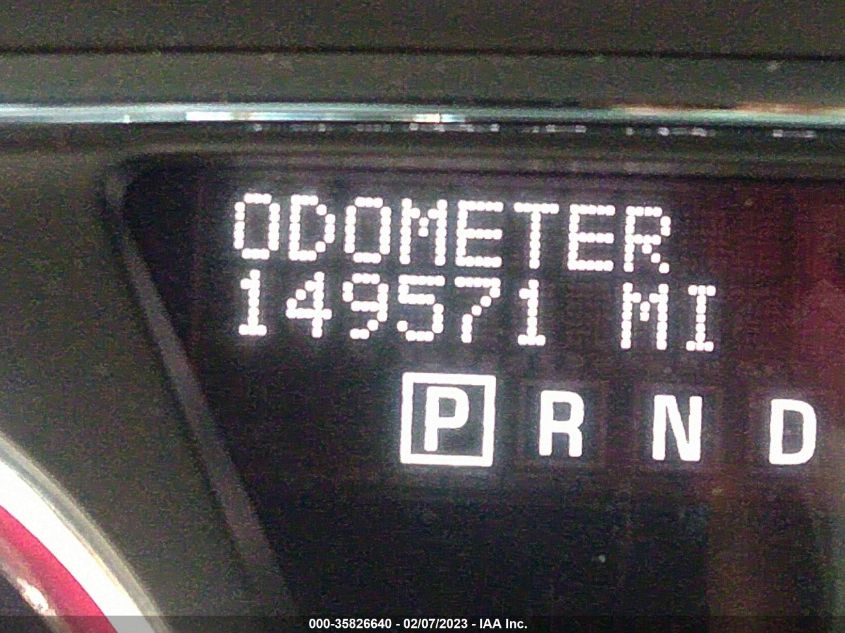 ODOMETER
149571 MI
P R N D
000-35826640 - 02/07/2023 - IAA Inc.